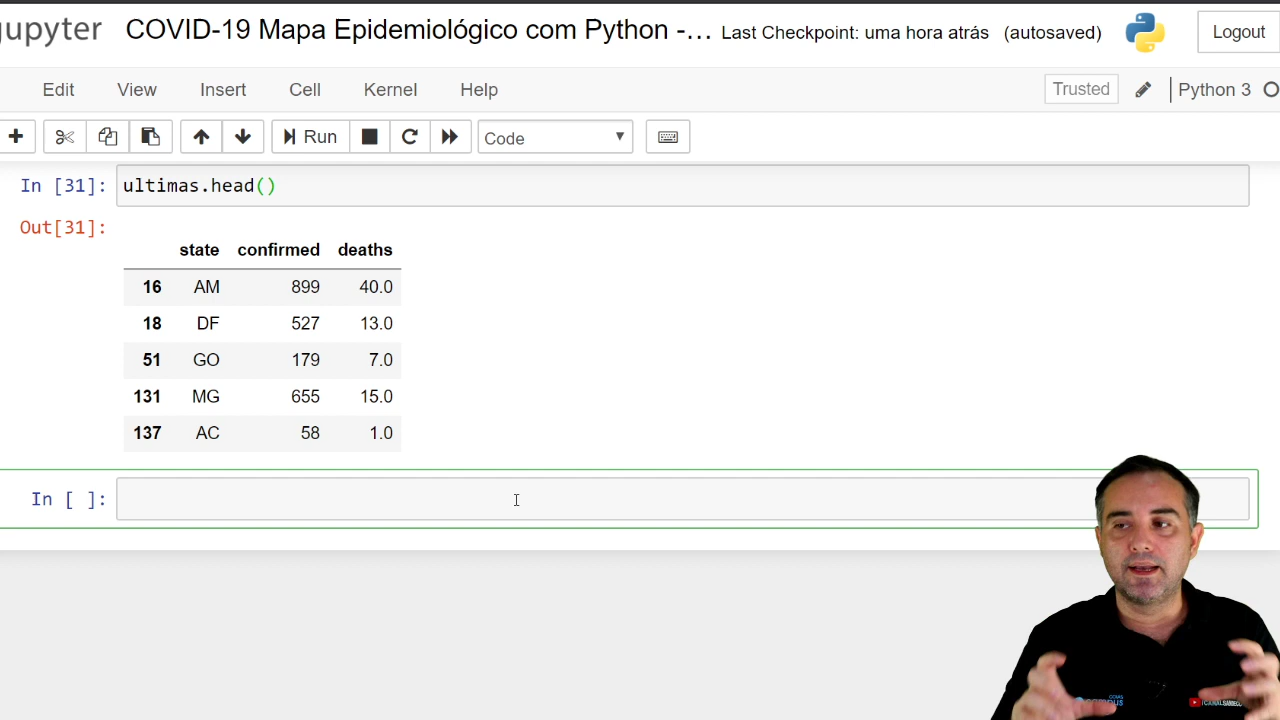 jupyter COVID-19 Mapa Epidemiológico com Python -... Last Checkpoint: uma hora atrás (autosaved) Logout
Edit View Insert Cell Kernel Help Trusted Python 3
Run Code
In [31]: ultimas.head()
Out[31]:
state confirmed deaths
16 AM 899 40.0
18 DF 527 13.0
51 GO 179 7.0
131 MG 655 15.0
137 AC 58 1.0
In [ ]: